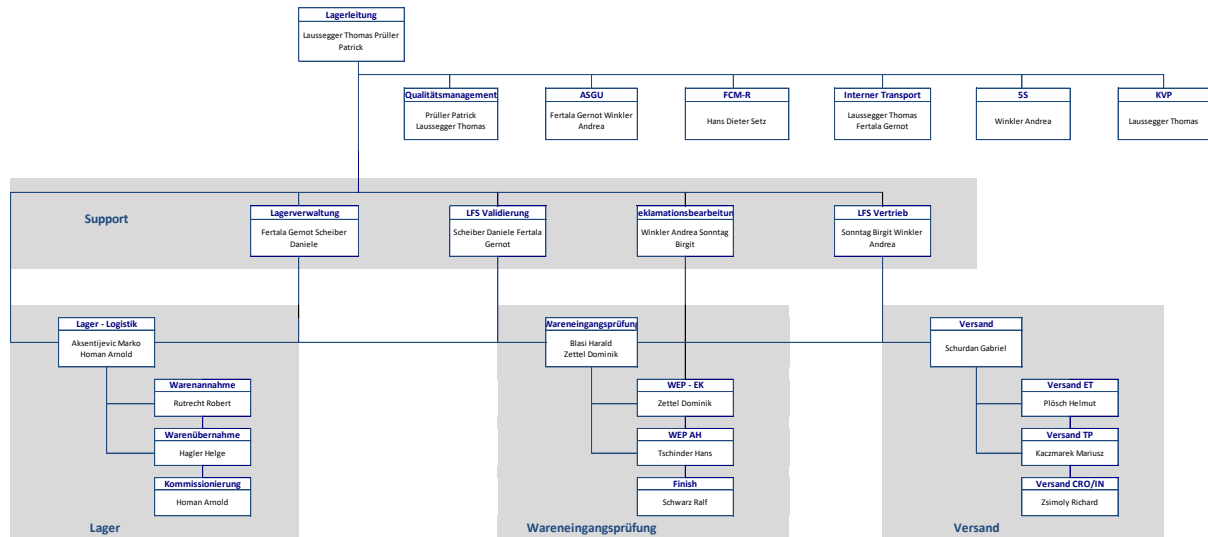 Lagerleitung
Laussegger Thomas Prüller
Patrick
Qualitätsmanagement
Prüller Patrick
Laussegger Thomas
ASGU
Fertala Gernot Winkler
Andrea
FCM-R
Hans Dieter Setz
Interner Transport
Laussegger Thomas
Fertala Gernot
5S
Winkler Andrea
KVP
Laussegger Thomas
Support
Lagerverwaltung
Fertala Gernot Scheiber
Daniele
LFS Validierung
Scheiber Daniele Fertala
Gernot
eklamationsbearbeitun
Winkler Andrea Sonntag
Birgit
LFS Vertrieb
Sonntag Birgit Winkler
Andrea
Lager - Logistik
Aksentijevic Marko
Homan Arnold
Warenannahme
Rutrecht Robert
Warenübernahme
Hagler Helge
Kommissionierung
Homan Arnold
Lager
Wareneingangsprüfung
Blasi Harald
Zettel Dominik
WEP - EK
Zettel Dominik
WEP AH
Tschinder Hans
Finish
Schwarz Ralf
Wareneingangsprüfung
Versand
Schurdan Gabriel
Versand ET
Plösch Helmut
Versand TP
Kaczmarek Mariusz
Versand CRO/IN
Zsimoly Richard
Versand